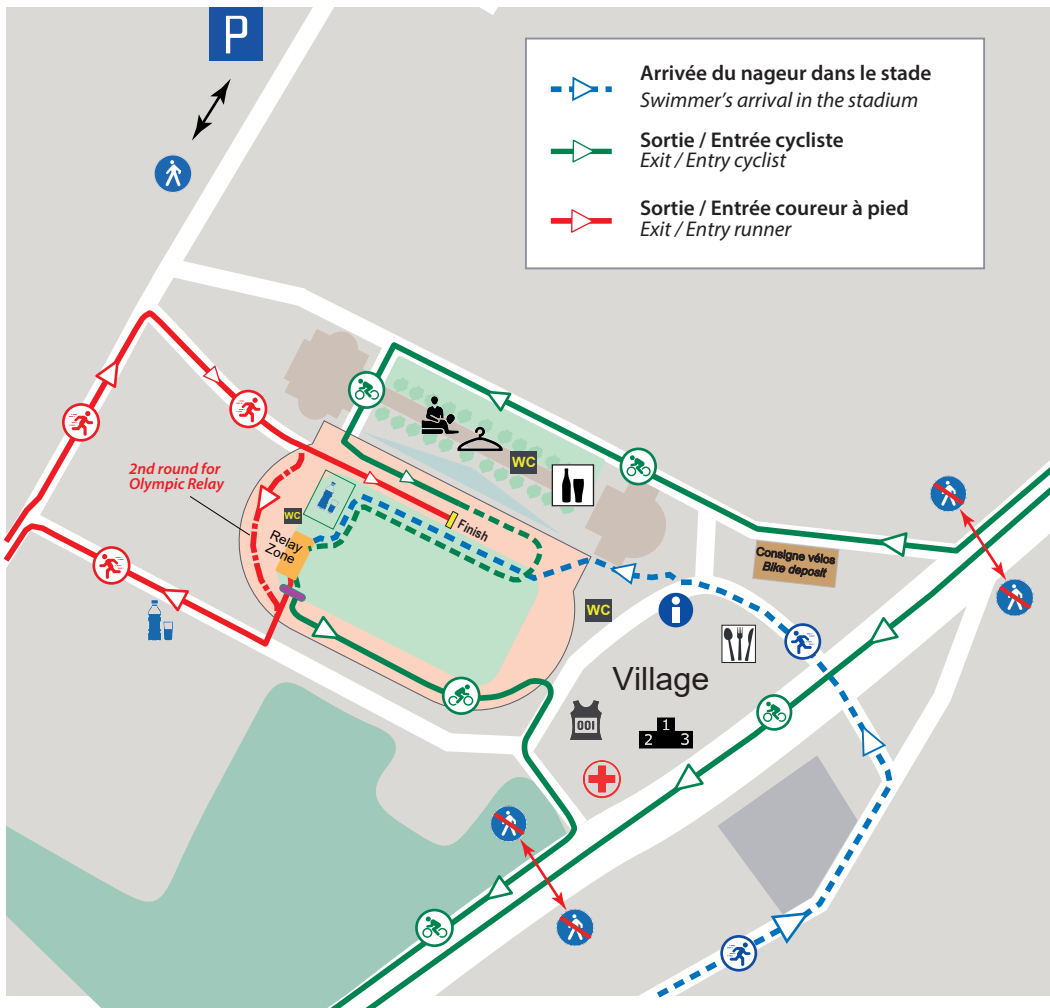 P
Arrivée du nageur dans le stade
Swimmer's arrival in the stadium
Sortie / Entrée cycliste
Exit / Entry cyclist
Sortie / Entrée coureur à pied
Exit / Entry runner
2nd round for
Olympic Relay
WC
WC
Relay
Zone
Finish
Consigne vélos
Bike deposit
WC
i
Village
001
1
2 3